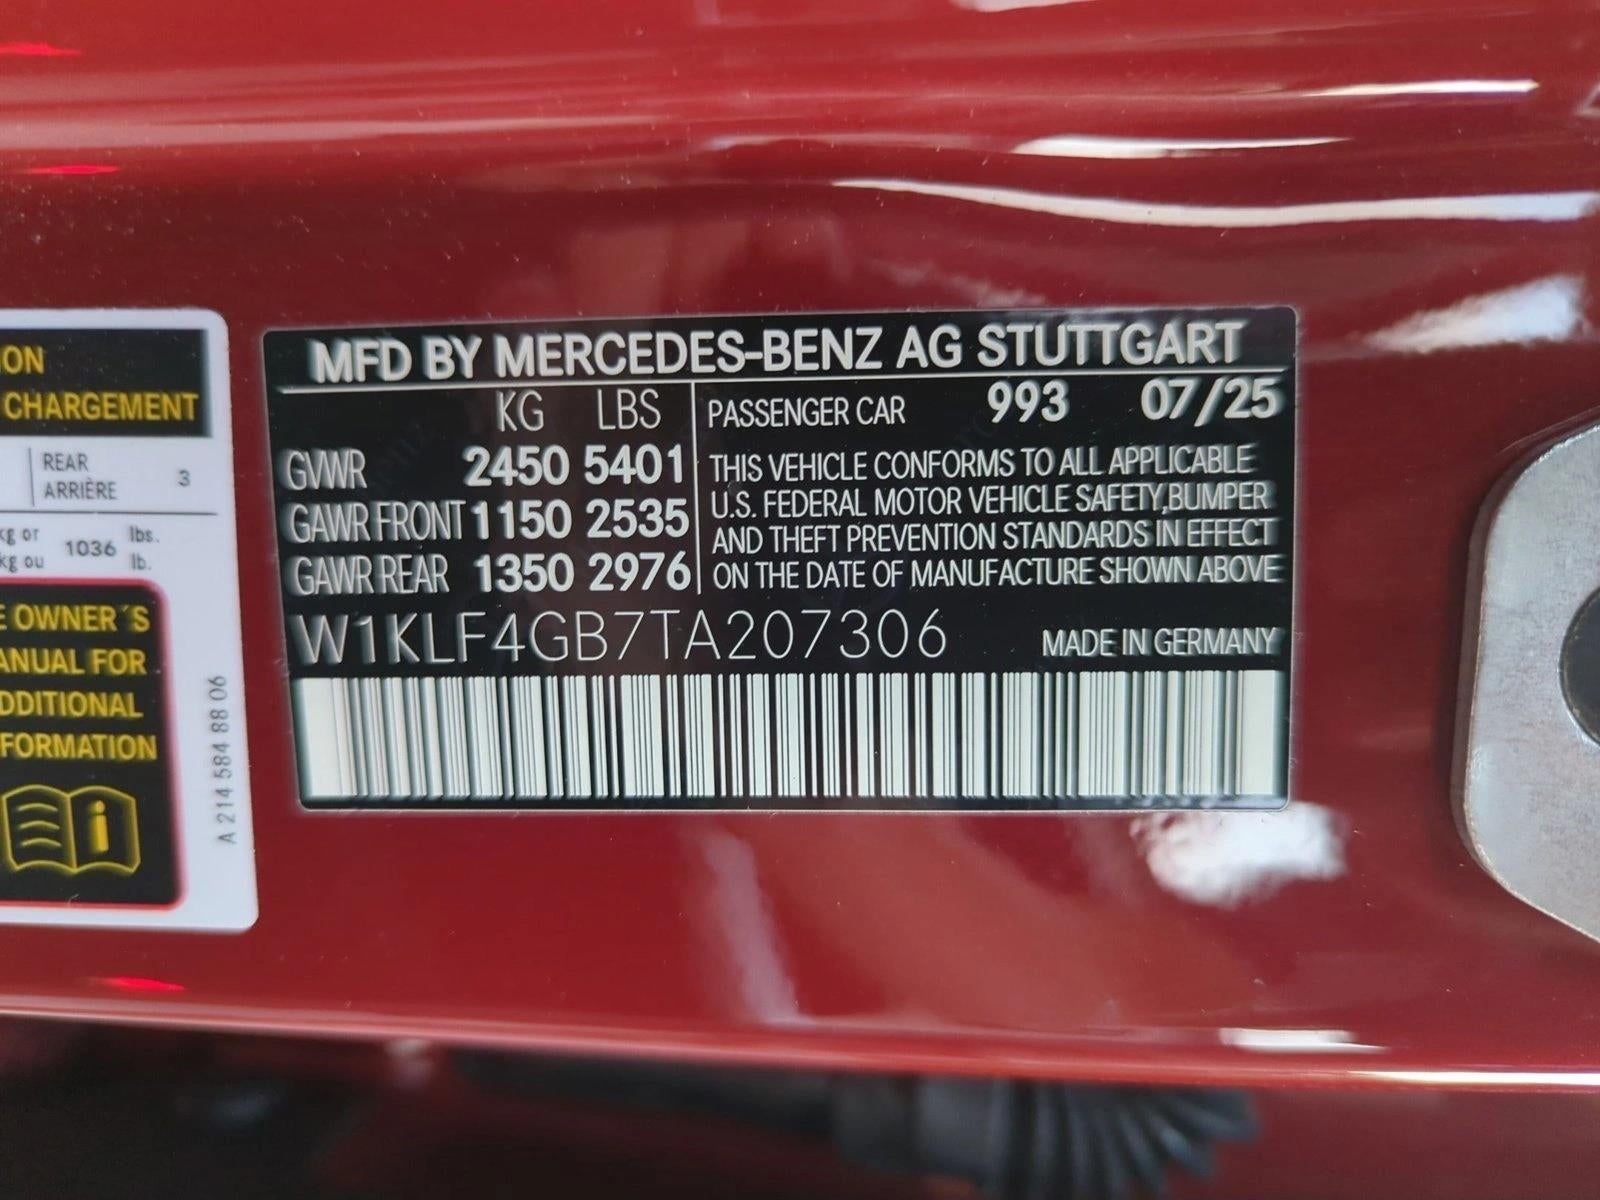 ON
CHARGEMENT
REAR
ARRIÈRE
3
kg or
kg ou
1036
lbs.
lb.
OWNER´S
ANUAL FOR
DDITIONAL
FORMATION
A 214 584 88 06
MFD BY MERCEDES-BENZ AG STUTTGART
KG LBS
GVWR 2450 5401
GAWR FRONT 1150 2535
GAWR REAR 1350 2976
PASSENGER CAR 993 07/25
THIS VEHICLE CONFORMS TO ALL APPLICABLE
U.S. FEDERAL MOTOR VEHICLE SAFETY,BUMPER
AND THEFT PREVENTION STANDARDS IN EFFECT
ON THE DATE OF MANUFACTURE SHOWN ABOVE
W1KLF4GB7TA207306
MADE IN GERMANY